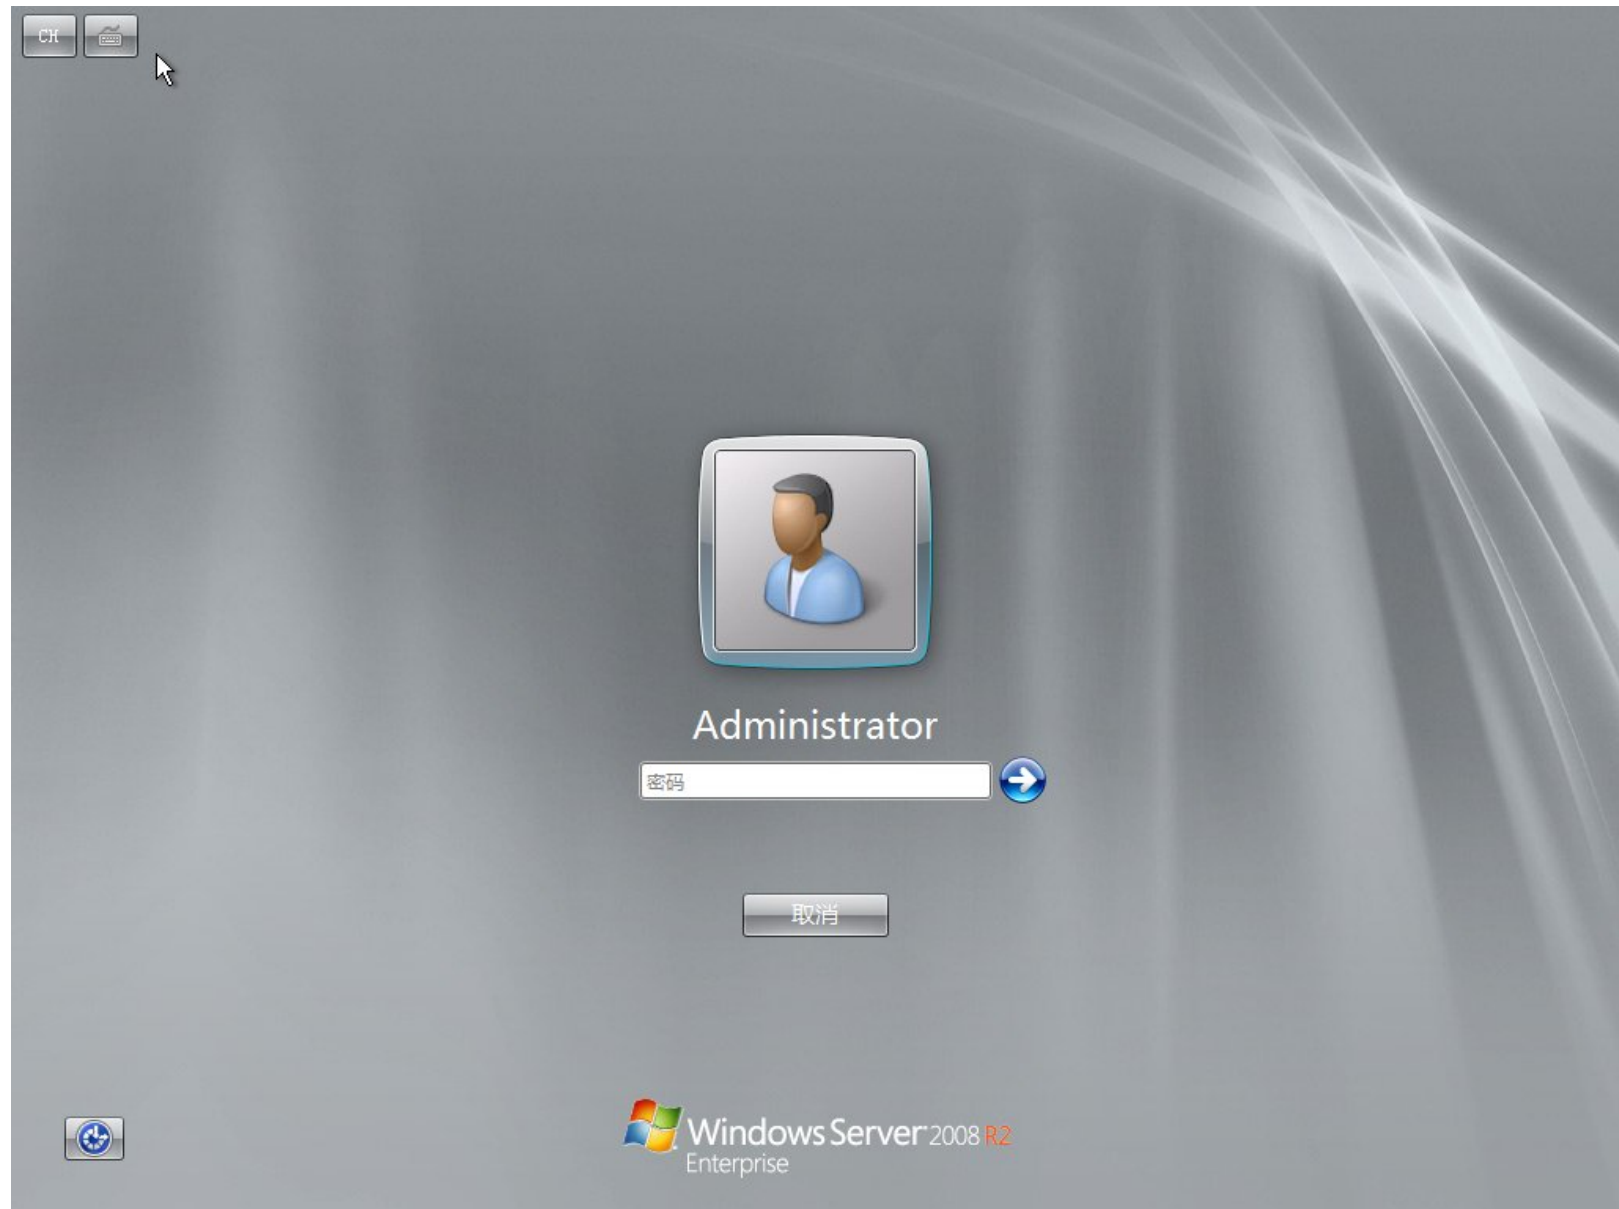 CH
Administrator
密码
取消
Windows Server 2008 R2
Enterprise